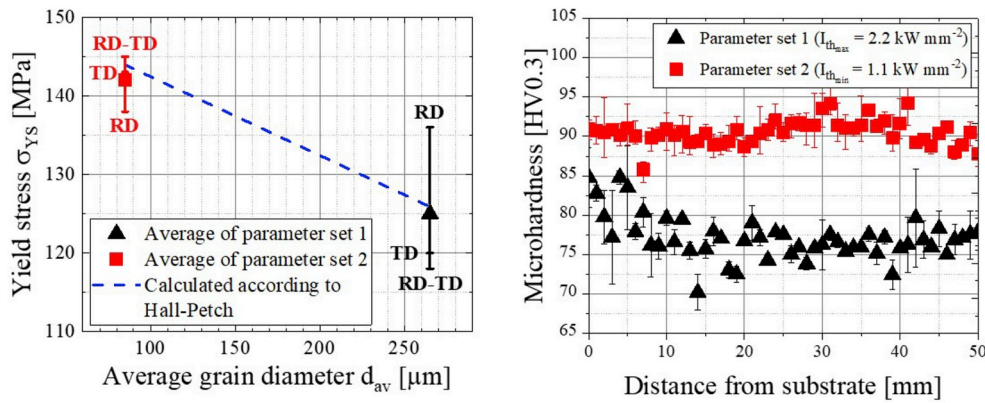 Yield stress σYS [MPa]
150
140
130
120
110
100
150
200
250
Average grain diameter dav [μm]
RD-TD
TD
RD
RD
TD
RD-TD
Average of parameter set 1
Average of parameter set 2
Calculated according to
Hall-Petch
Microhardness [HV0.3]
Parameter set 1 (Ithmax = 2.2 kW mm-2)
Parameter set 2 (Ithmin = 1.1 kW mm-2)
100
95
90
85
80
75
70
65
0
10
20
30
40
50
Distance from substrate [mm]